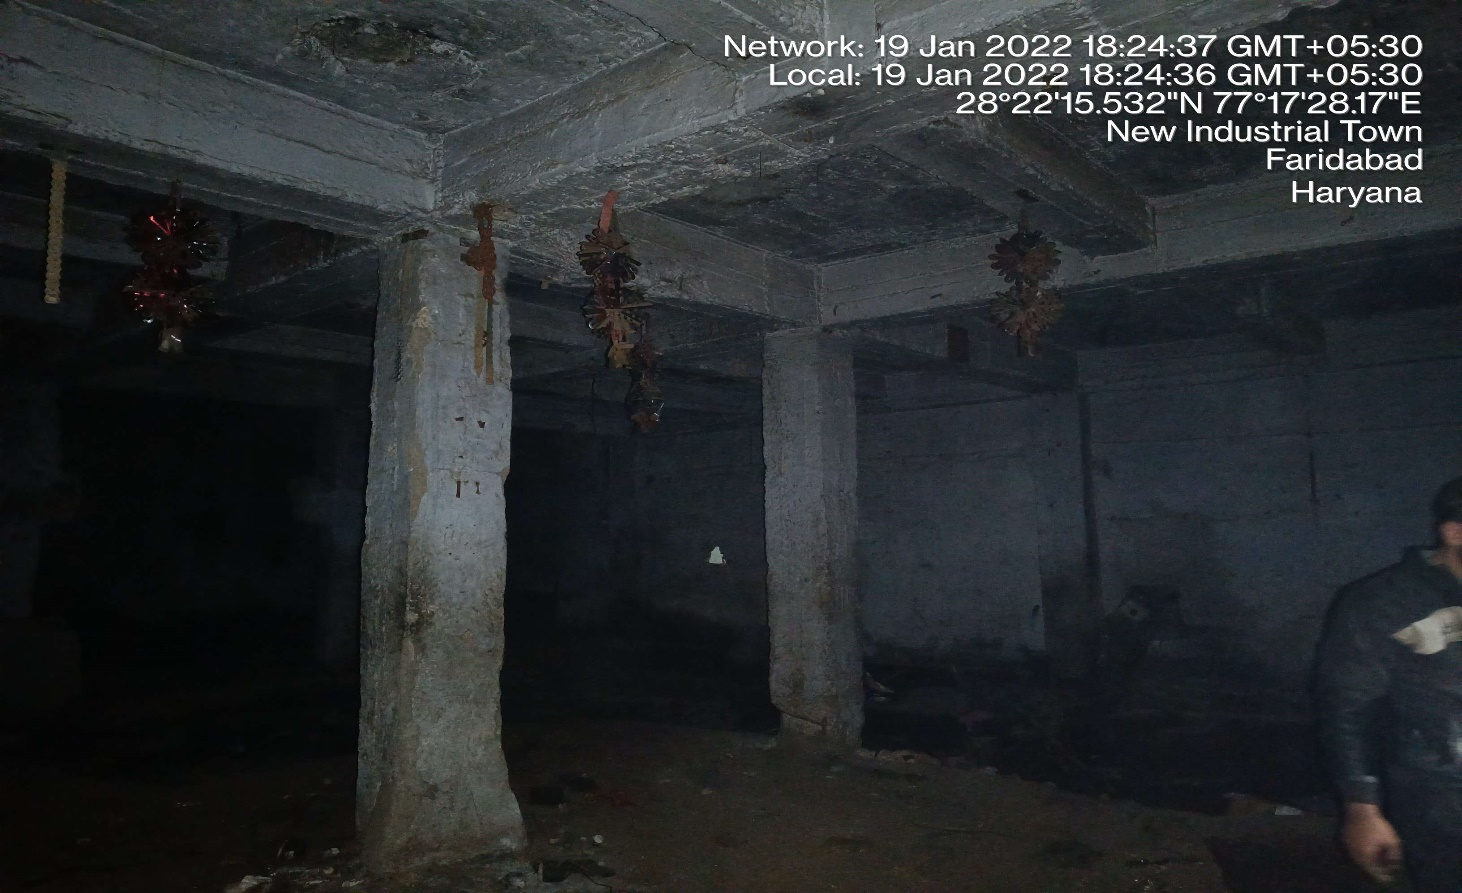 Network: 19 Jan 2022 18:24:37 GMT+05:30
Local: 19 Jan 2022 18:24:36 GMT+05:30
28°22'15.532"N 77°17'28.17"E
New Industrial Town
Faridabad
Haryana